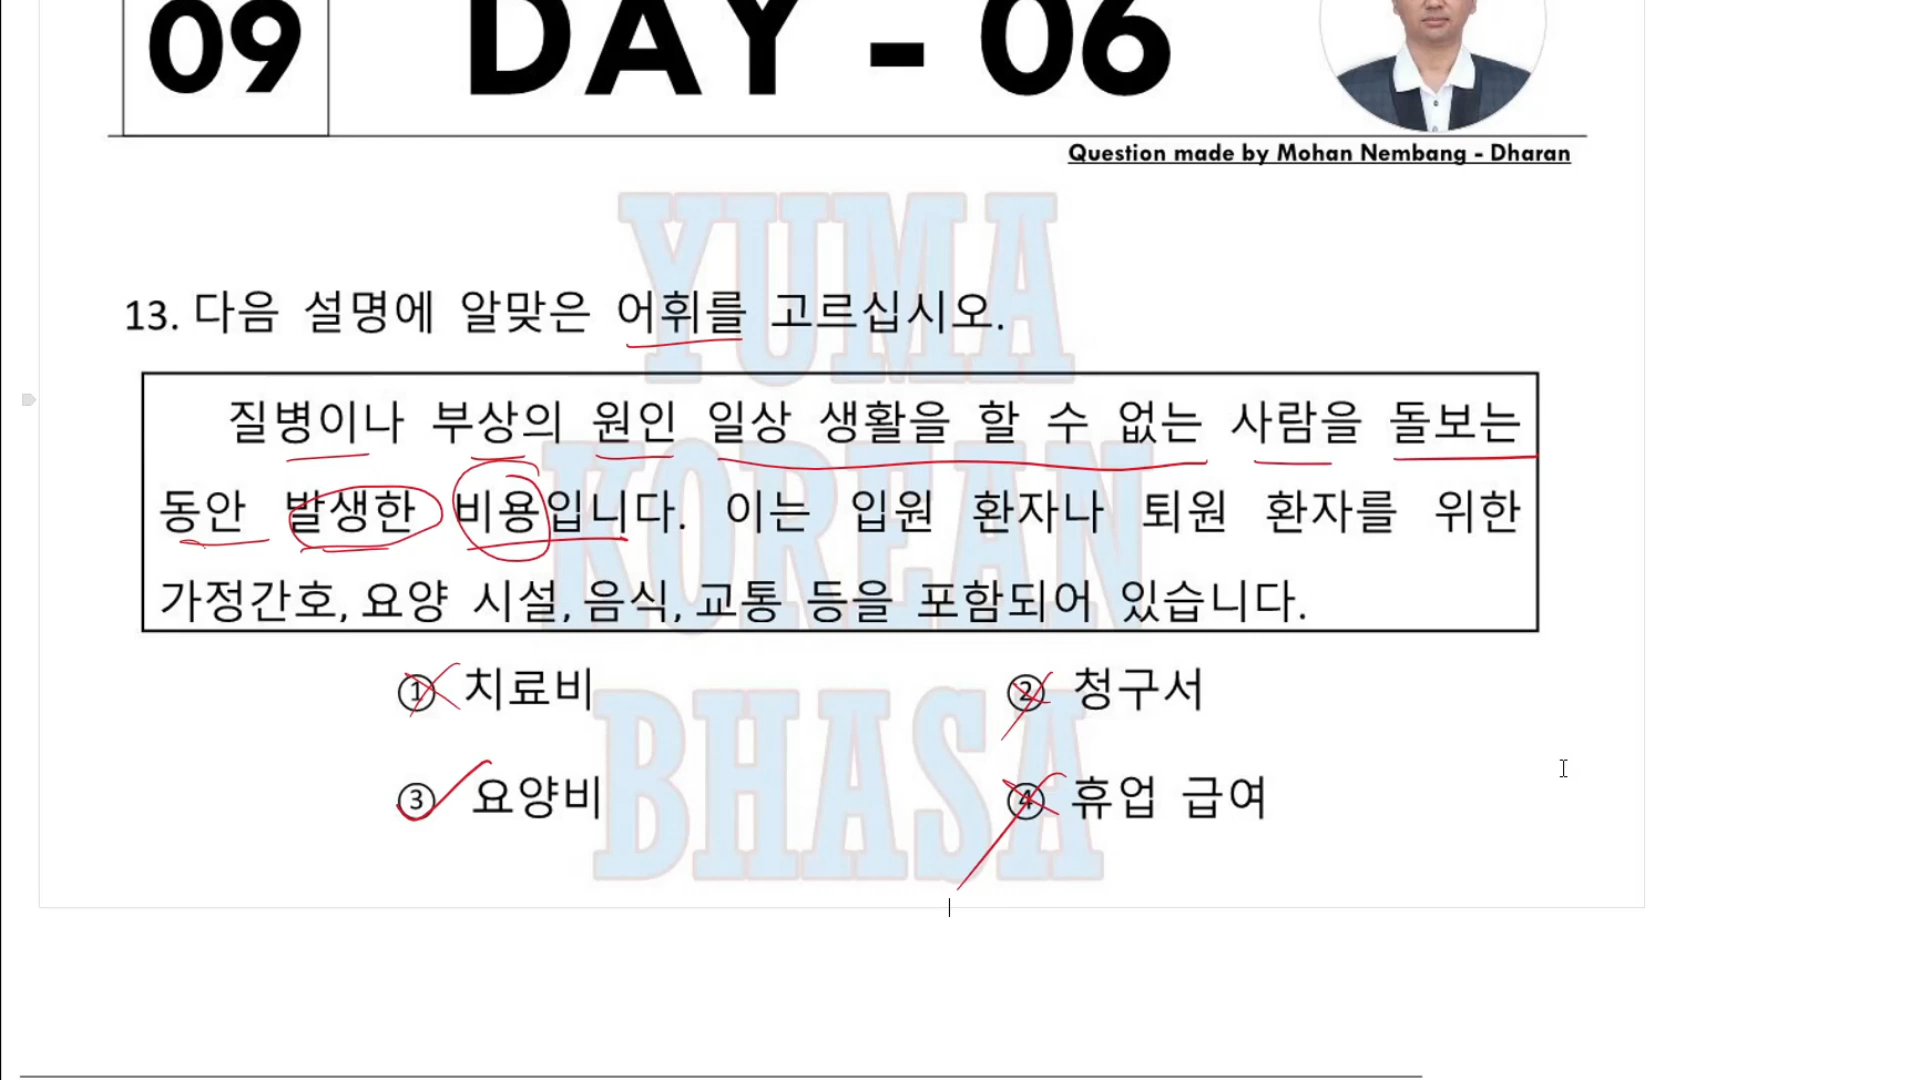 09 DAY - 06
Question made by Mohan Nembang - Dharan
YUMA
KOREAN
BHASA
13. 다음 설명에 알맞은 어휘를 고르십시오.
질병이나 부상의 원인 일상 생활을 할 수 없는 사람을 돌보는
동안 발생한 비용입니다. 이는 입원 환자나 퇴원 환자를 위한
가정간호, 요양 시설, 음식, 교통 등을 포함되어 있습니다.
① 치료비 ② 청구서
③ 요양비 ④ 휴업 급여